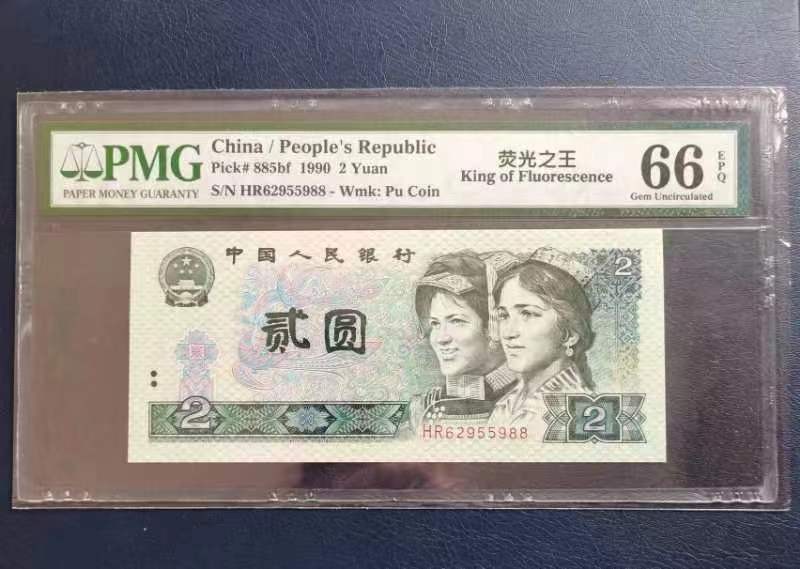 PMG
PAPER MONEY GUARANTY
China / People's Republic
Pick# 885bf 1990 2 Yuan
S/N HR62955988 - Wmk: Pu Coin
荧光之王
King of Fluorescence
66
EPQ
Gem Uncirculated
中国人民银行
2
贰圆
2
HR62955988
2